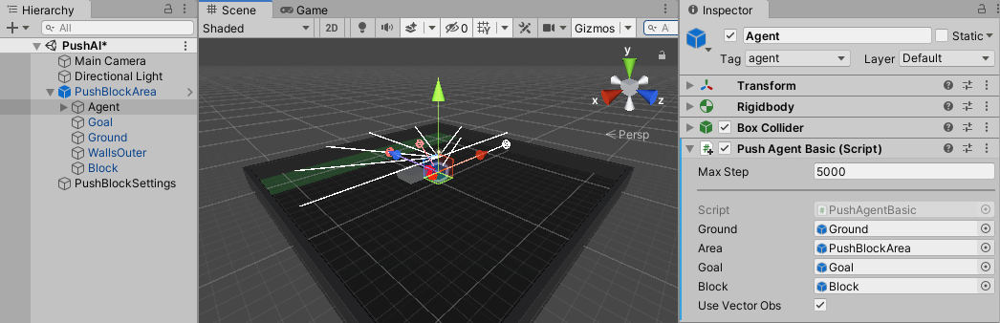 Hierarchy
All
PushAI*
Main Camera
Directional Light
PushBlockArea
Agent
Goal
Ground
WallsOuter
Block
PushBlockSettings
Scene
Game
Shaded
2D
0
Gizmos
A
y
x
z
Persp
Inspector
Agent
Static
Tag agent
Layer Default
Transform
Rigidbody
Box Collider
Push Agent Basic (Script)
Max Step 5000
Script PushAgentBasic
Ground Ground
Area PushBlockArea
Goal Goal
Block Block
Use Vector Obs